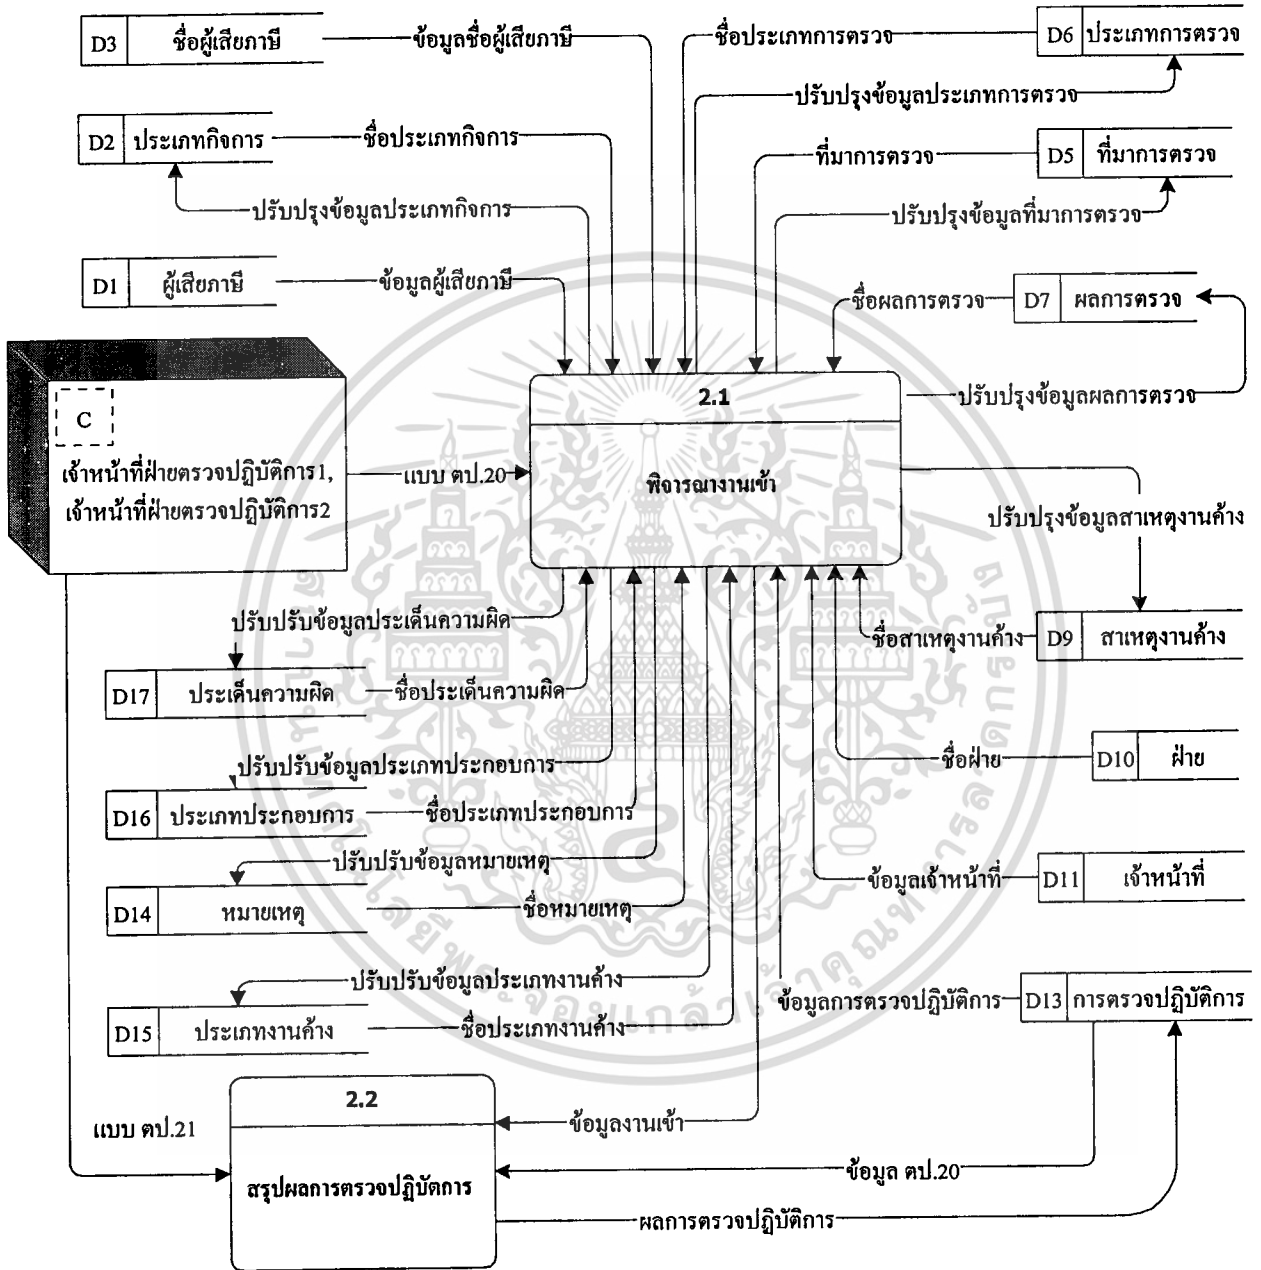 D3 ชื่อผู้เสียภาษี
ข้อมูลชื่อผู้เสียภาษี
ชื่อประเภทการตรวจ
D6 ประเภทการตรวจ
ปรับปรุงข้อมูลประเภทการตรวจ
D2 ประเภทกิจการ
ชื่อประเภทกิจการ
ที่มาการตรวจ
D5 ที่มาการตรวจ
ปรับปรุงข้อมูลประเภทกิจการ
ปรับปรุงข้อมูลที่มาการตรวจ
D1 ผู้เสียภาษี
ข้อมูลผู้เสียภาษี
ชื่อผลการตรวจ
D7 ผลการตรวจ
2.1
ปรับปรุงข้อมูลผลการตรวจ
C
เจ้าหน้าที่ฝ่ายตรวจปฏิบัติการ1,
เจ้าหน้าที่ฝ่ายตรวจปฏิบัติการ2
แบบ ตป.20
พิจารณางานเข้า
ปรับปรุงข้อมูลสาเหตุงานค้าง
ปรับปรับข้อมูลประเด็นความผิด
ชื่อสาเหตุงานค้าง
D9 สาเหตุงานค้าง
D17 ประเด็นความผิด
ชื่อประเด็นความผิด
ปรับปรับข้อมูลประเภทประกอบการ
ชื่อฝ่าย
D10 ฝ่าย
D16 ประเภทประกอบการ
ชื่อประเภทประกอบการ
ปรับปรับข้อมูลหมายเหตุ
ข้อมูลเจ้าหน้าที่
D11 เจ้าหน้าที่
D14 หมายเหตุ
ชื่อหมายเหตุ
ปรับปรับข้อมูลประเภทงานค้าง
ข้อมูลการตรวจปฏิบัติการ
D13 การตรวจปฏิบัติการ
D15 ประเภทงานค้าง
ชื่อประเภทงานค้าง
2.2
ข้อมูลงานเข้า
แบบ ตป.21
ข้อมูล ตป.20
สรุปผลการตรวจปฏิบัตการ
ผลการตรวจปฏิบัติการ